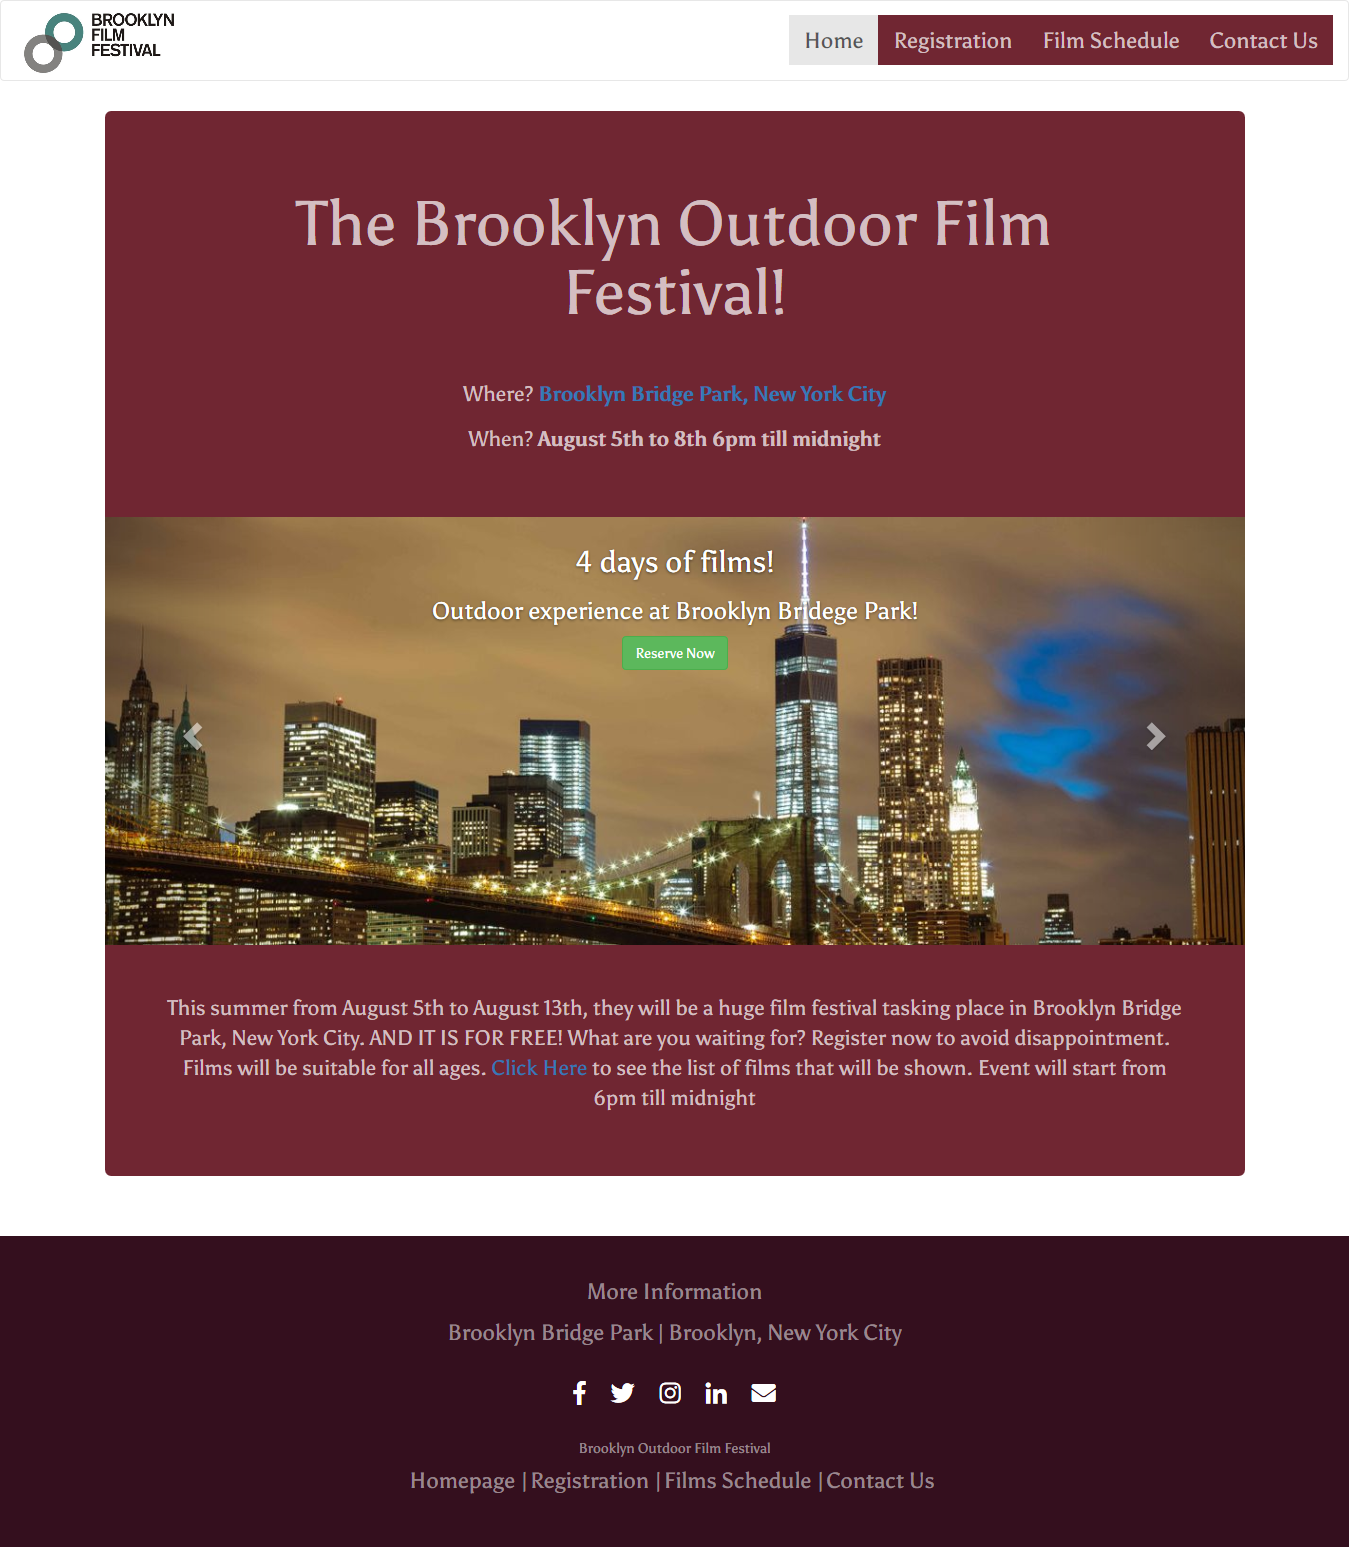 BROOKLYN
FILM
FESTIVAL
Home Registration Film Schedule Contact Us
The Brooklyn Outdoor Film
Festival!
Where? Brooklyn Bridge Park, New York City
When? August 5th to 8th 6pm till midnight
4 days of films!
Outdoor experience at Brooklyn Bridege Park!
Reserve Now
This summer from August 5th to August 13th, they will be a huge film festival tasking place in Brooklyn Bridge
Park, New York City. AND IT IS FOR FREE! What are you waiting for? Register now to avoid disappointment.
Films will be suitable for all ages. Click Here to see the list of films that will be shown. Event will start from
6pm till midnight
More Information
Brooklyn Bridge Park | Brooklyn, New York City
Brooklyn Outdoor Film Festival
Homepage | Registration | Films Schedule | Contact Us